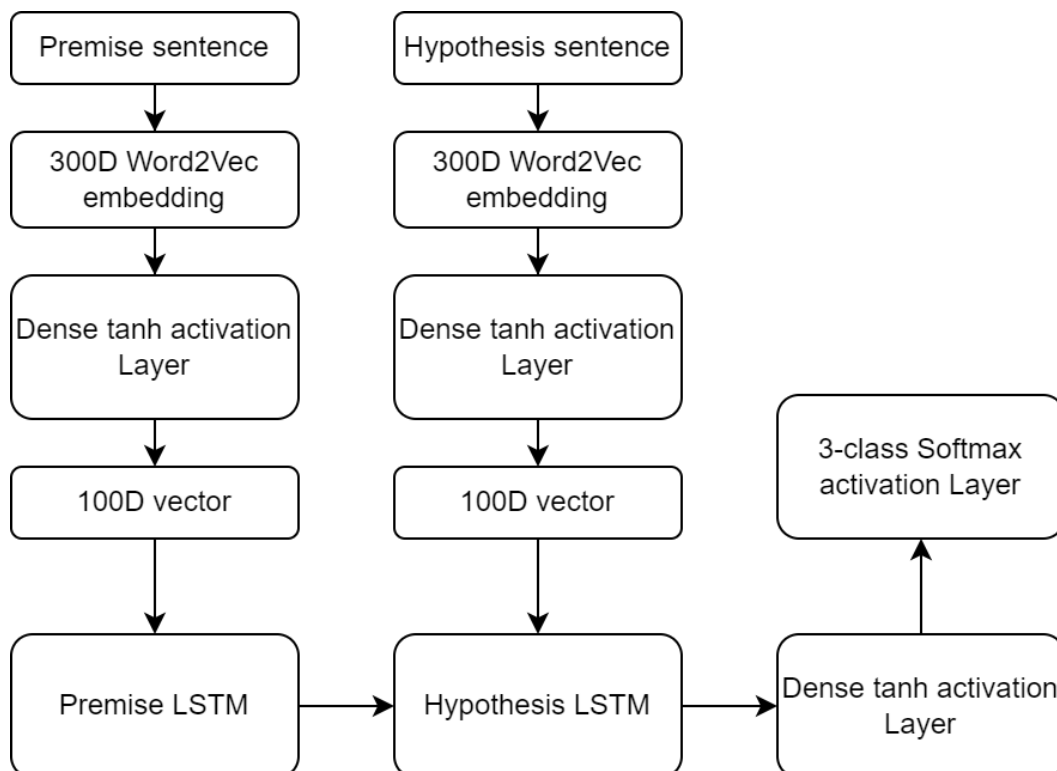 Premise sentence
Hypothesis sentence
300D Word2Vec
embedding
300D Word2Vec
embedding
Dense tanh activation
Layer
Dense tanh activation
Layer
3-class Softmax
activation Layer
100D vector
100D vector
Premise LSTM
Hypothesis LSTM
Dense tanh activation
Layer